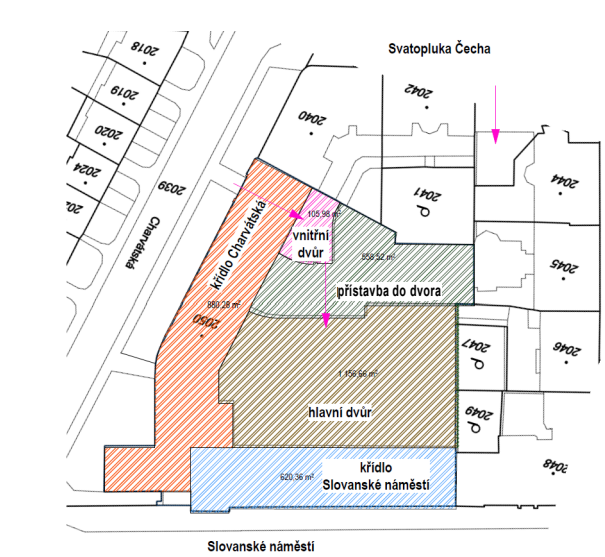 Svatopluka Čecha
2018
2019
2020
2024
202
2039
Charvátská
2040
2042
2041
2044
2045
2046
2047
2049
2048
105,98 m²
vnitřní
dvůr
křídlo Charvátská
880,28 m²
2050
558,52 m²
přístavba do dvora
1 156,66 m²
hlavní dvůr
620,36 m²
křídlo
Slovanské náměstí
Slovanské náměstí